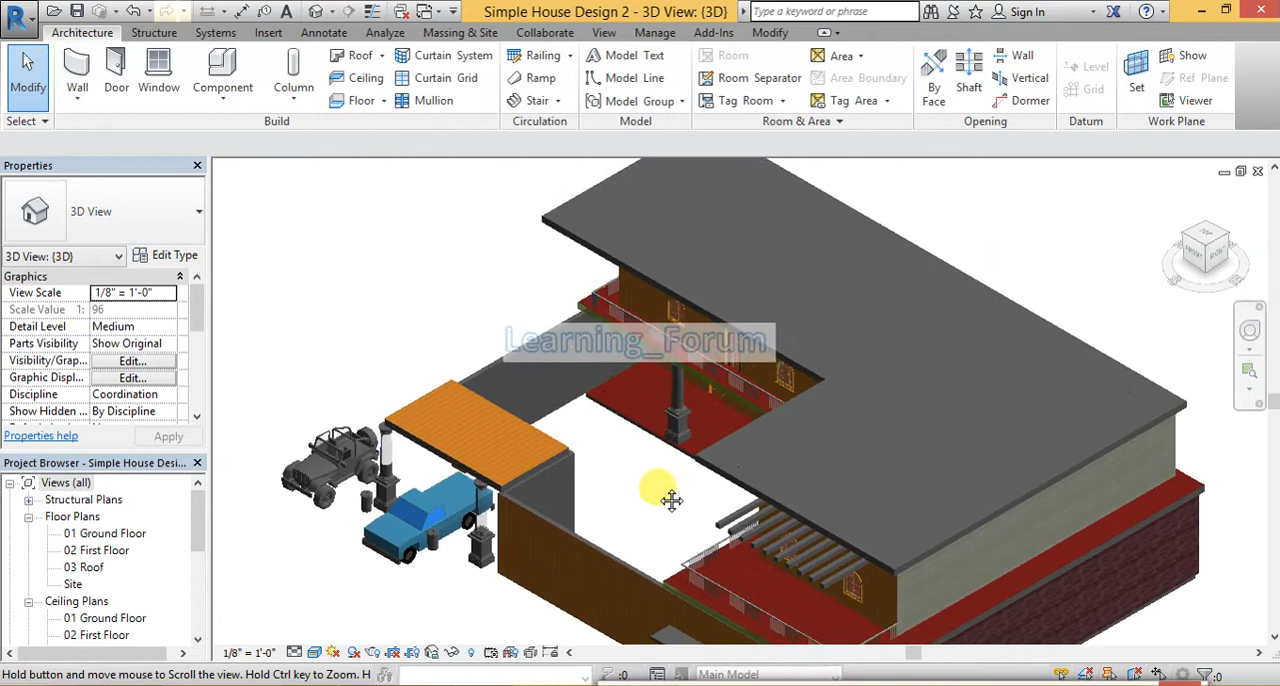 Simple House Design 2 - 3D View: {3D}
Type a keyword or phrase
Sign In
Architecture Structure Systems Insert Annotate Analyze Massing & Site Collaborate View Manage Add-Ins Modify
Modify
Wall
Door
Window
Component
Column
Roof
Ceiling
Floor
Curtain System
Curtain Grid
Mullion
Railing
Ramp
Stair
Model Text
Model Line
Model Group
Room
Room Separator
Tag Room
Area
Area Boundary
Tag Area
By Face
Shaft
Wall
Vertical
Dormer
Level
Grid
Set
Show
Ref Plane
Viewer
Select Build Circulation Model Room & Area Opening Datum Work Plane
Properties
3D View
3D View: {3D} Edit Type
Graphics
View Scale 1/8" = 1'-0"
Scale Value 1: 96
Detail Level Medium
Parts Visibility Show Original
Visibility/Grap... Edit...
Graphic Displ... Edit...
Discipline Coordination
Show Hidden ... By Discipline
Properties help Apply
Project Browser - Simple House Desi...
Views (all)
Structural Plans
Floor Plans
01 Ground Floor
02 First Floor
03 Roof
Site
Ceiling Plans
01 Ground Floor
02 First Floor
Learning_Forum
TOP
FRONT
RIGHT
1/8" = 1'-0"
Hold button and move mouse to Scroll the view. Hold Ctrl key to Zoom H
:0
Main Model
:0